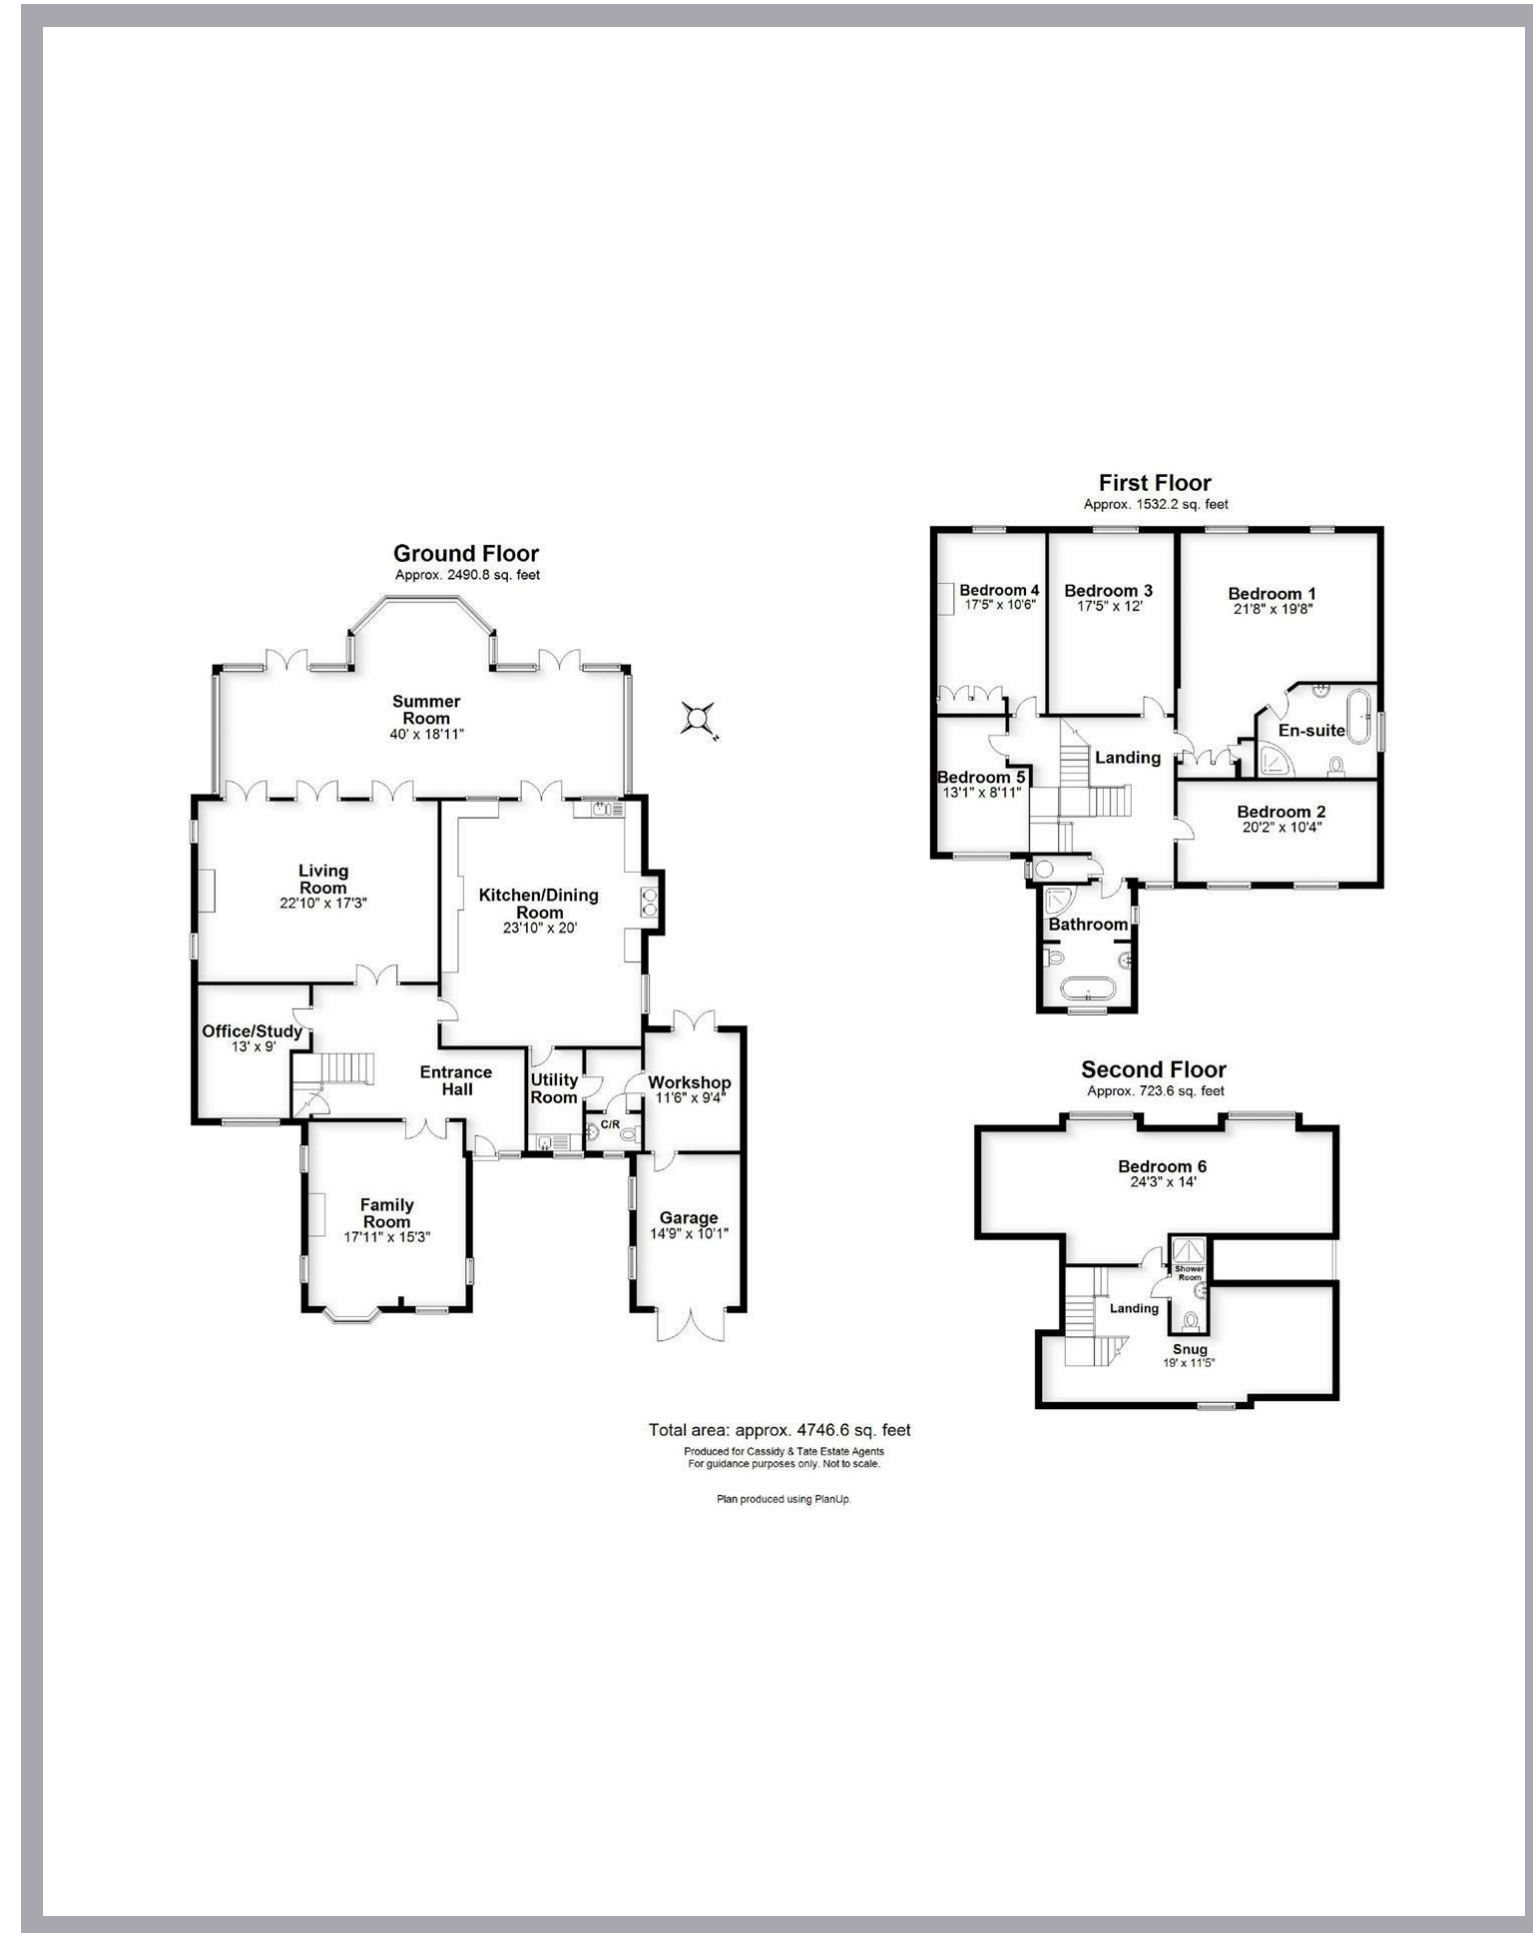 Ground Floor
Approx. 2490.8 sq. feet
Summer
Room
40' x 18'11"
Living
Room
22'10" x 17'3"
Kitchen/Dining
Room
23'10" x 20'
Office/Study
13' x 9'
Entrance
Hall
Utility
Room
C/R
Workshop
11'6" x 9'4"
Family
Room
17'11" x 15'3"
Garage
14'9" x 10'1"
N
First Floor
Approx. 1532.2 sq. feet
Bedroom 4
17'5" x 10'6"
Bedroom 3
17'5" x 12'
Bedroom 1
21'8" x 19'8"
En-suite
Landing
Bedroom 5
13'1" x 8'11"
Bedroom 2
20'2" x 10'4"
Bathroom
Second Floor
Approx. 723.6 sq. feet
Bedroom 6
24'3" x 14'
Shower
Room
Landing
Snug
19' x 11'5"
Total area: approx. 4746.6 sq. feet
Produced for Cassidy & Tate Estate Agents
For guidance purposes only. Not to scale.
Plan produced using PlanUp.